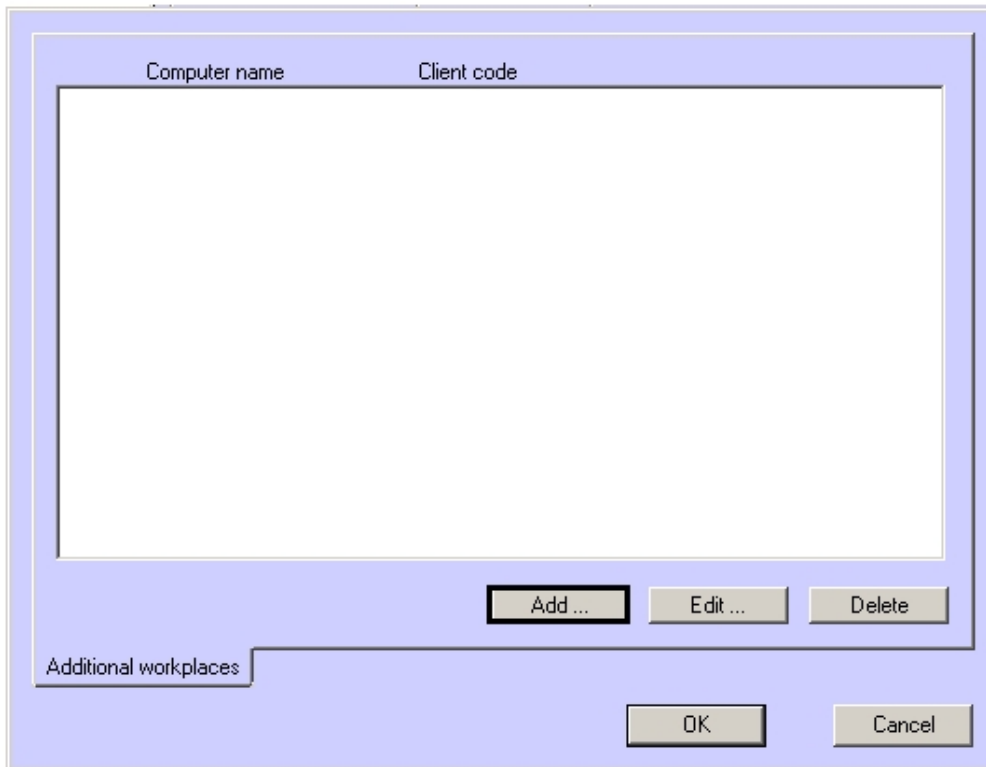 Computer name Client code
Add ... Edit ... Delete
Additional workplaces
OK Cancel